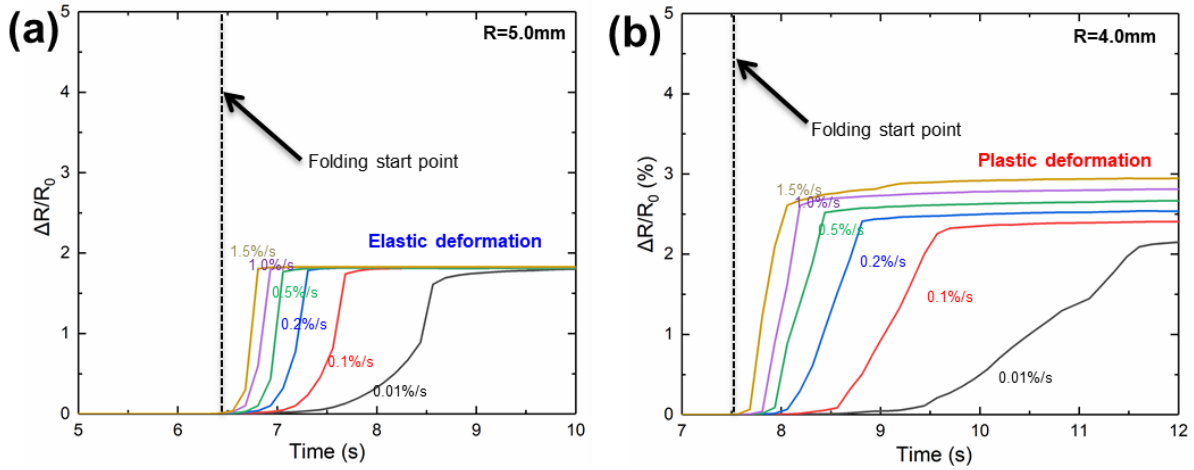 (a)
R=5.0mm
5
4
3
2
1
0
ΔR/R0
Folding start point
Elastic deformation
1.5%/s
1.0%/s
0.5%/s
0.2%/s
0.1%/s
0.01%/s
5 6 7 8 9 10
Time (s)
(b)
R=4.0mm
5
4
3
2
1
0
ΔR/R0 (%)
Folding start point
Plastic deformation
1.5%/s
1.0%/s
0.5%/s
0.2%/s
0.1%/s
0.01%/s
7 8 9 10 11 12
Time (s)